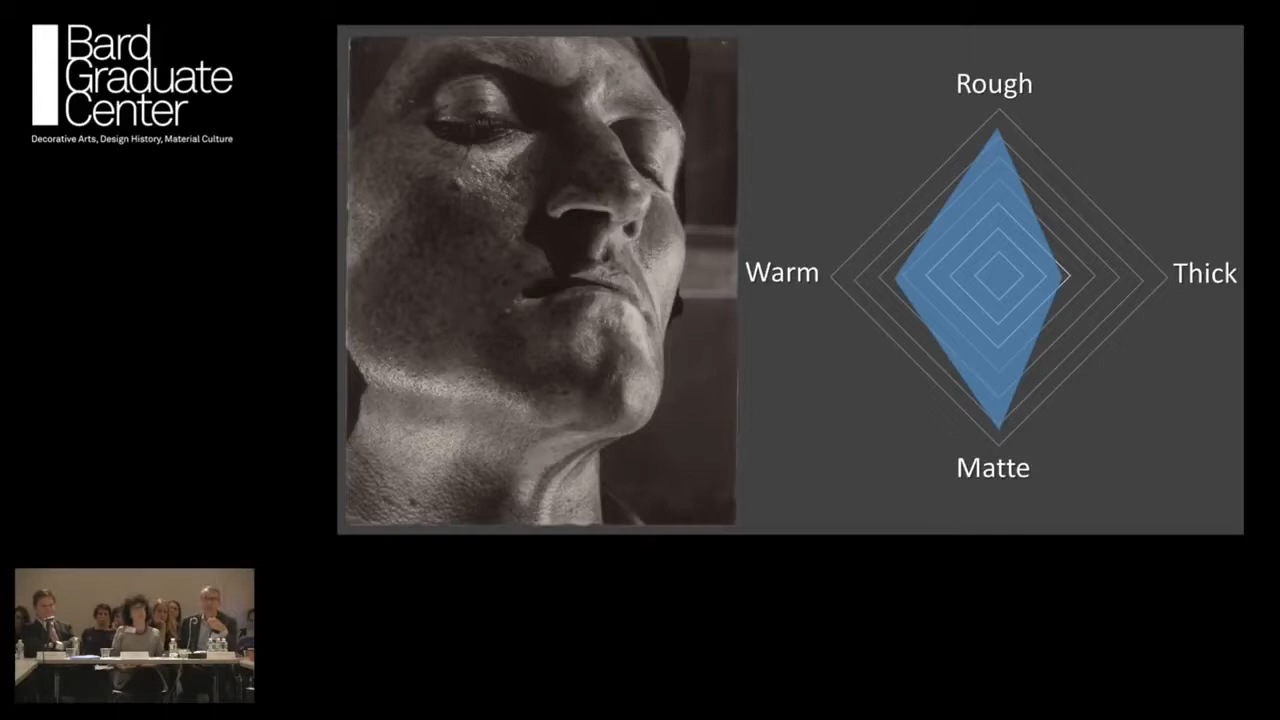 Bard
Graduate
Center
Decorative Arts, Design History, Material Culture
Rough
Warm
Thick
Matte